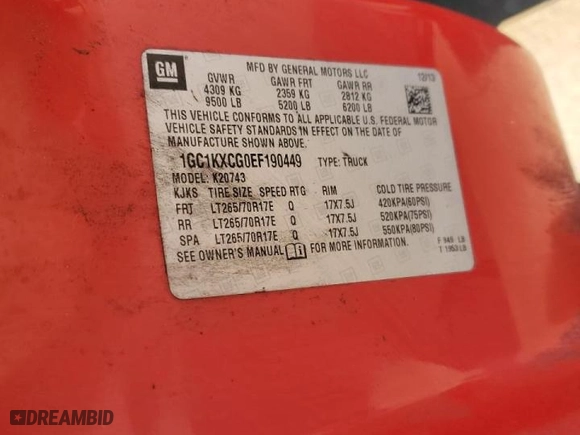 GM
MFD BY GENERAL MOTORS LLC 12/13
GVWR GAWR FRT GAWR RR
4309 KG 2359 KG 2812 KG
9500 LB 5200 LB 6200 LB
THIS VEHICLE CONFORMS TO ALL APPLICABLE U.S. FEDERAL MOTOR
VEHICLE SAFETY STANDARDS IN EFFECT ON THE DATE OF
MANUFACTURE SHOWN ABOVE.
1GC1KXCG0EF190449 TYPE: TRUCK
MODEL: K20743
KJKS TIRE SIZE SPEED RTG RIM COLD TIRE PRESSURE
FRT LT265/70R17E Q 17X7.5J 420KPA(60PSI)
RR LT265/70R17E Q 17X7.5J 520KPA(75PSI)
SPA LT265/70R17E Q 17X7.5J 550KPA(80PSI)
SEE OWNER'S MANUAL FOR MORE INFORMATION.
F 949 LB
T 1953 LB
DREAMBID